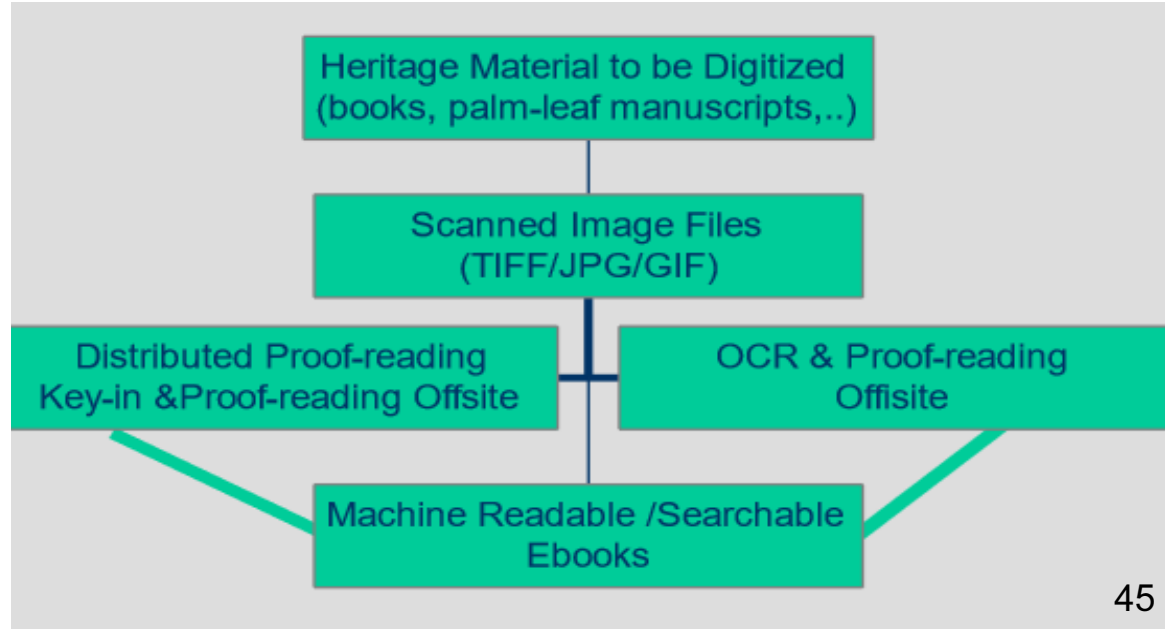 Heritage Material to be Digitized
(books, palm-leaf manuscripts,..)
Scanned Image Files
(TIFF/JPG/GIF)
Distributed Proof-reading
Key-in &Proof-reading Offsite
OCR & Proof-reading
Offisite
Machine Readable /Searchable
Ebooks
45